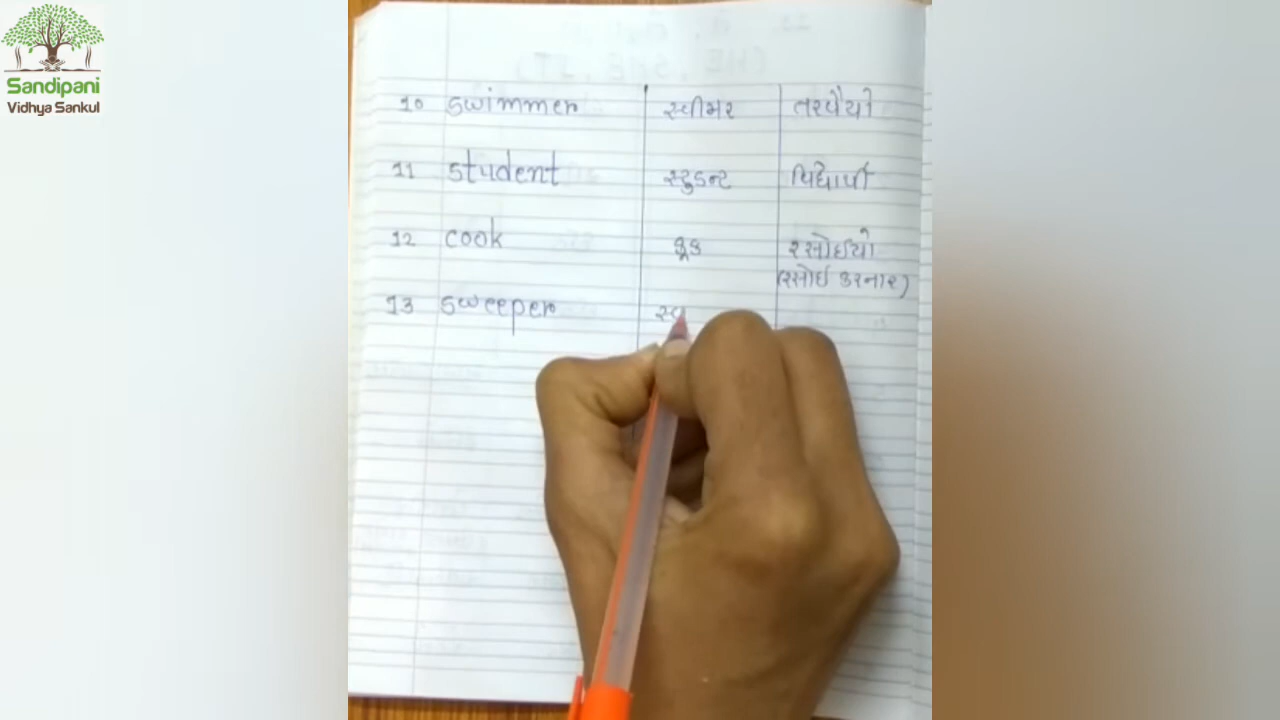 Sandipani
Vidhya Sankul
10 swimmer સ્વીમર તરવૈયો
11 student સ્ટુડન્ટ વિદ્યાર્થી
12 cook કૂક રસોઈયો
(રસોઈ કરનાર)
13 sweeper સ્વ